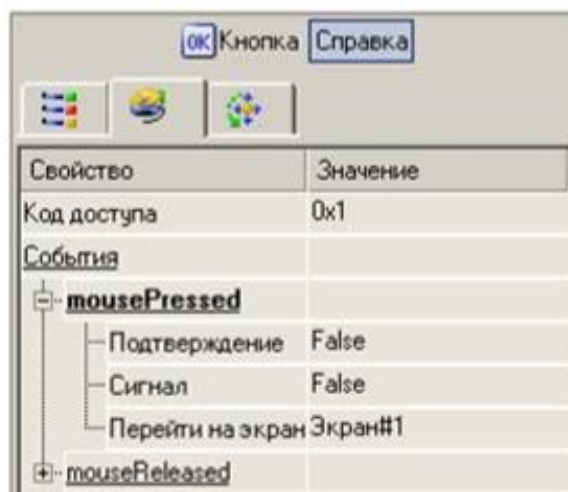 OK Кнопка Справка
Свойство Значение
Код доступа 0x1
События
mousePressed
Подтверждение False
Сигнал False
Перейти на экран Экран#1
mouseReleased